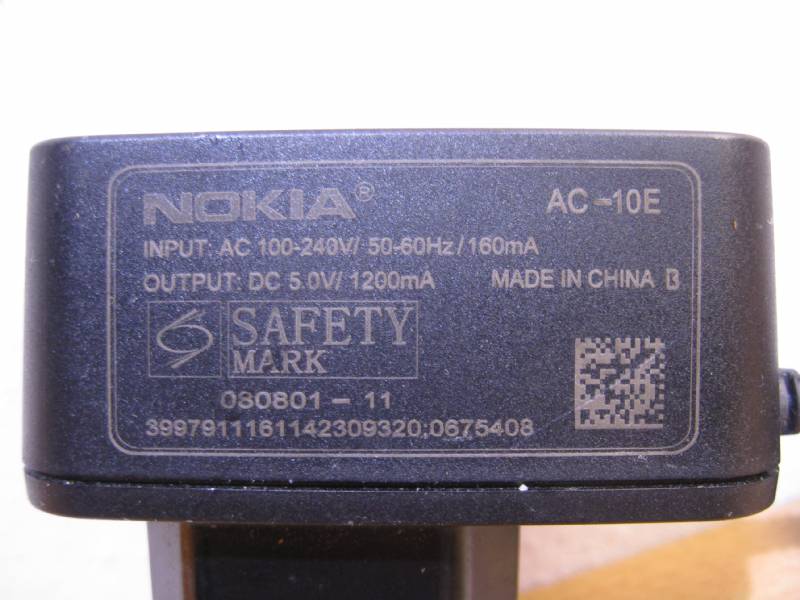 NOKIA® AC-10E
INPUT: AC 100-240V/ 50-60Hz/160mA
OUTPUT: DC 5.0V/ 1200mA MADE IN CHINA B
SAFETY
MARK
080801-11
3997911161142309320;0675408